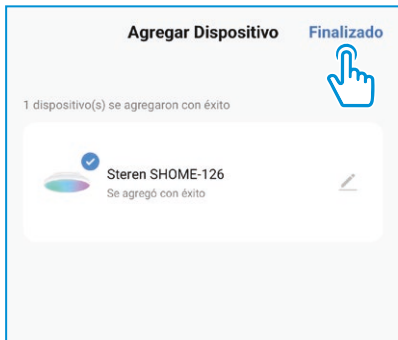 Agregar Dispositivo Finalizado
1 dispositivo(s) se agregaron con éxito
Steren SHOME-126
Se agregó con éxito